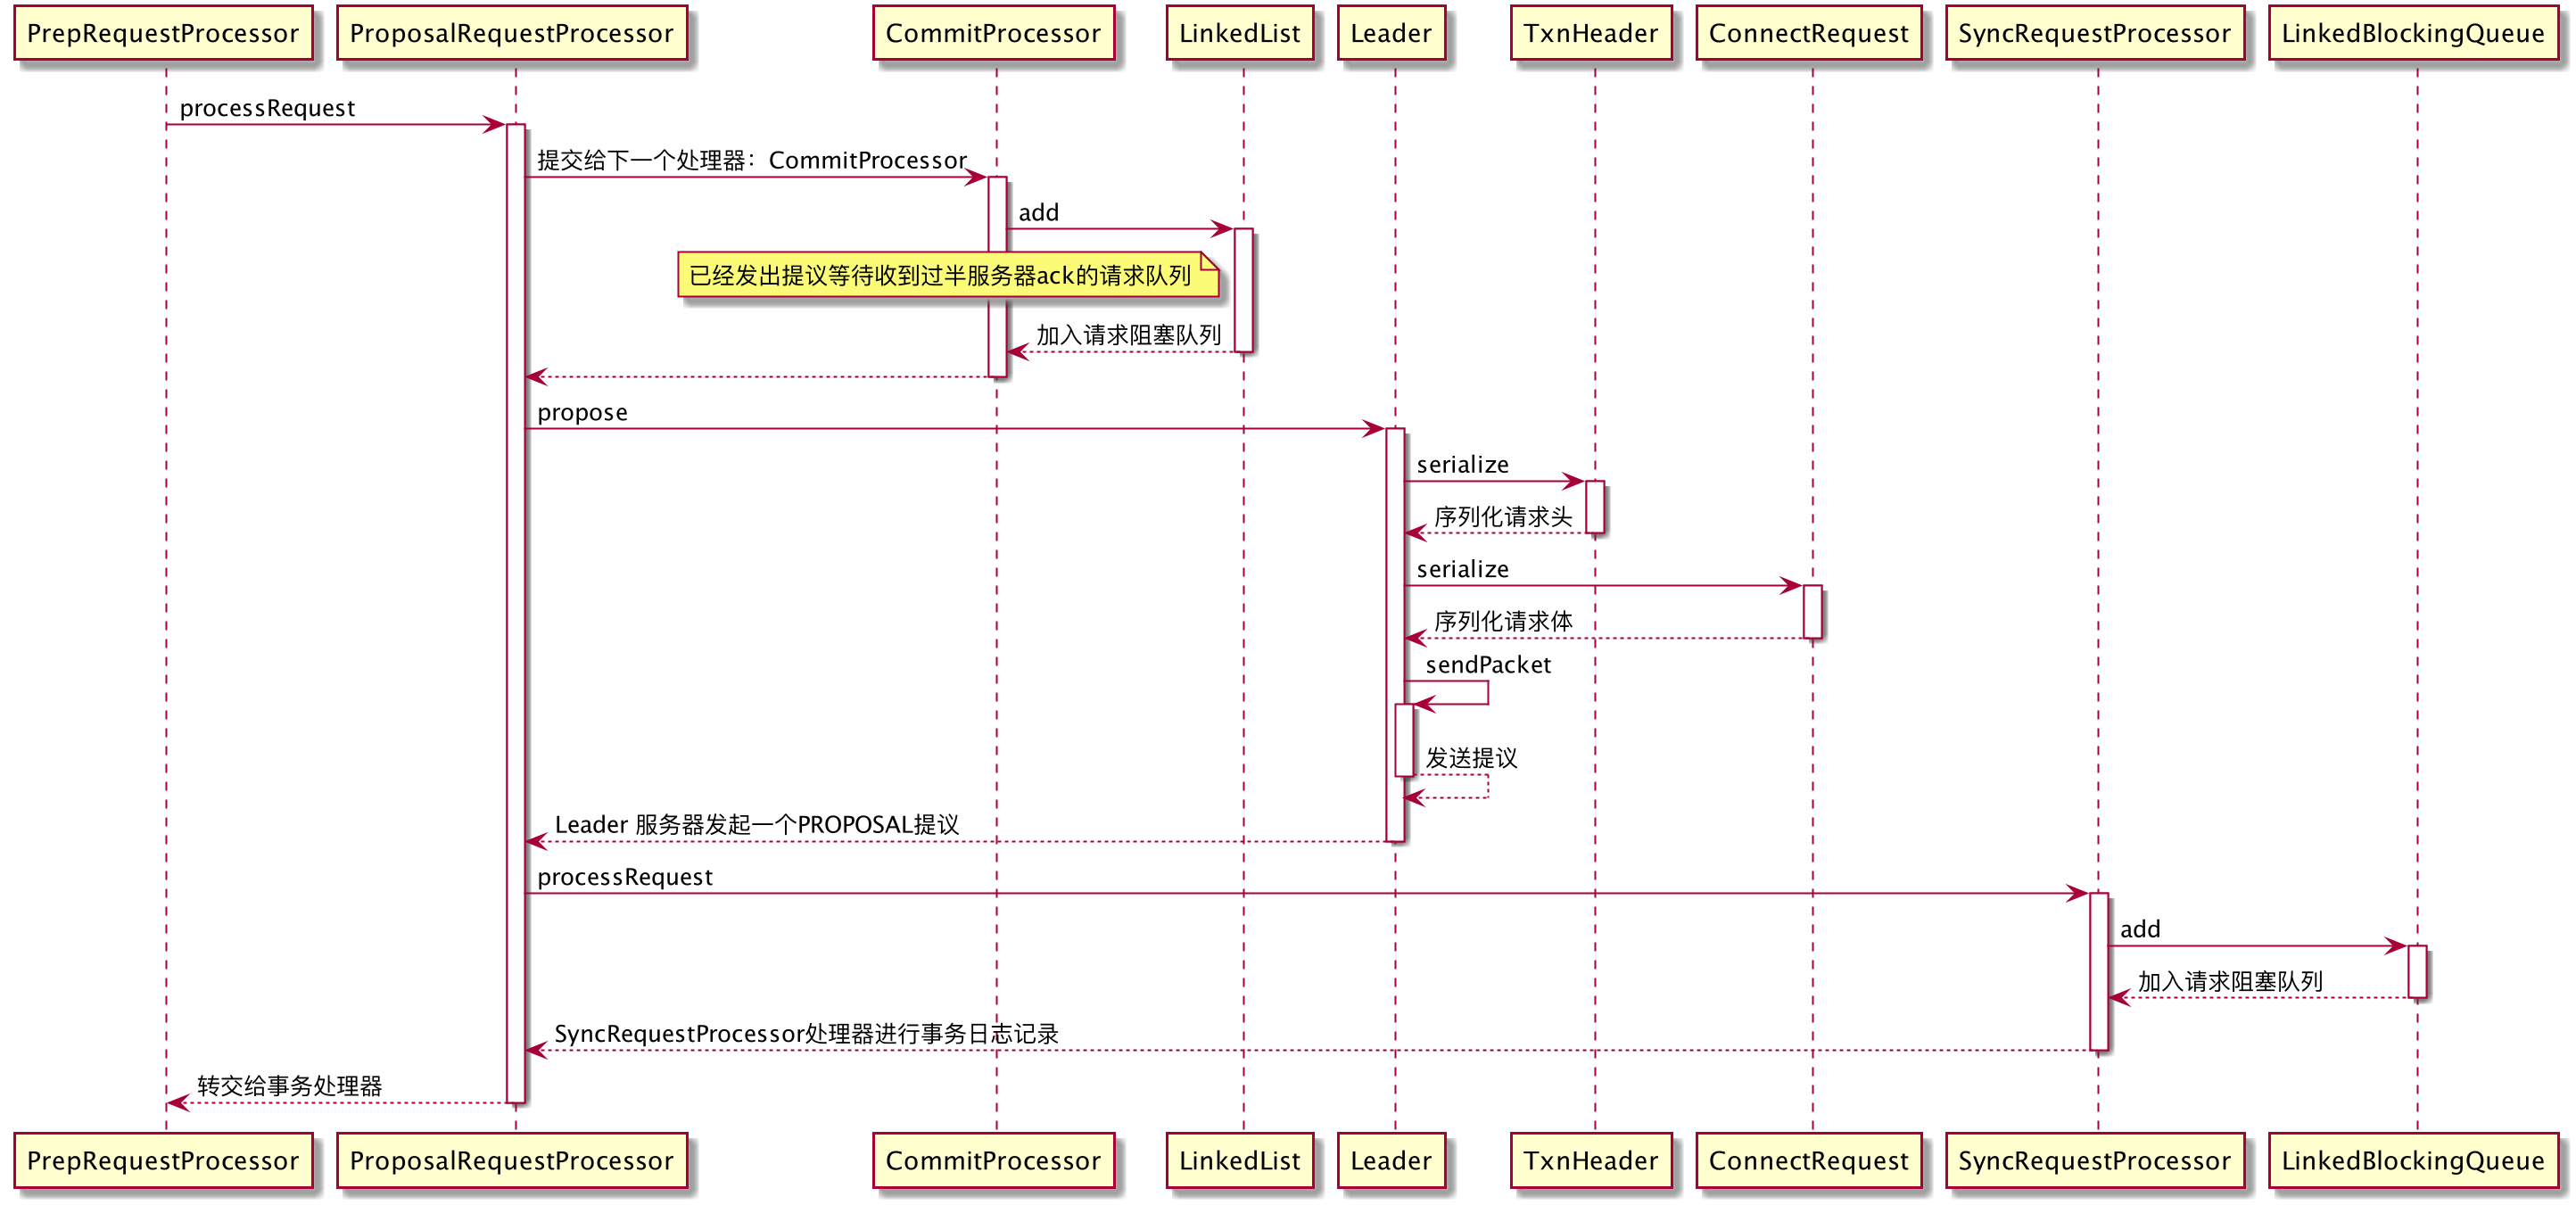 PrepRequestProcessor
ProposalRequestProcessor
CommitProcessor
LinkedList
Leader
TxnHeader
ConnectRequest
SyncRequestProcessor
LinkedBlockingQueue
processRequest
提交给下一个处理器：CommitProcessor
add
已经发出提议等待收到过半服务器ack的请求队列
加入请求阻塞队列
propose
serialize
序列化请求头
serialize
序列化请求体
sendPacket
发送提议
Leader 服务器发起一个PROPOSAL提议
processRequest
add
加入请求阻塞队列
SyncRequestProcessor处理器进行事务日志记录
转交给事务处理器
PrepRequestProcessor
ProposalRequestProcessor
CommitProcessor
LinkedList
Leader
TxnHeader
ConnectRequest
SyncRequestProcessor
LinkedBlockingQueue